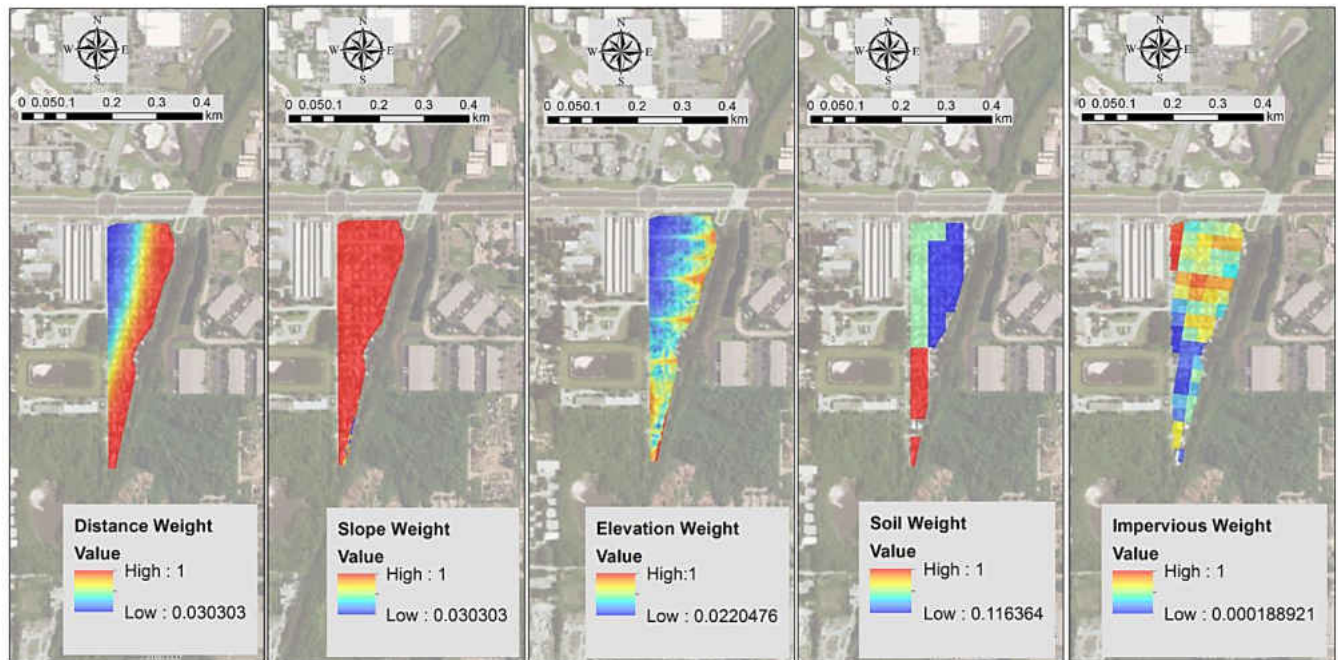 N
W E
S
0 0.050.1 0.2 0.3 0.4
km
Distance Weight
Value
High : 1
Low : 0.030303
N
W E
S
0 0.050.1 0.2 0.3 0.4
km
Slope Weight
Value
High : 1
Low : 0.030303
N
W E
S
0 0.050.1 0.2 0.3 0.4
km
Elevation Weight
Value
High:1
Low : 0.0220476
N
W E
S
0 0.050.1 0.2 0.3 0.4
km
Soil Weight
Value
High : 1
Low : 0.116364
N
W E
S
0 0.050.1 0.2 0.3 0.4
km
Impervious Weight
Value
High : 1
Low : 0.000188921